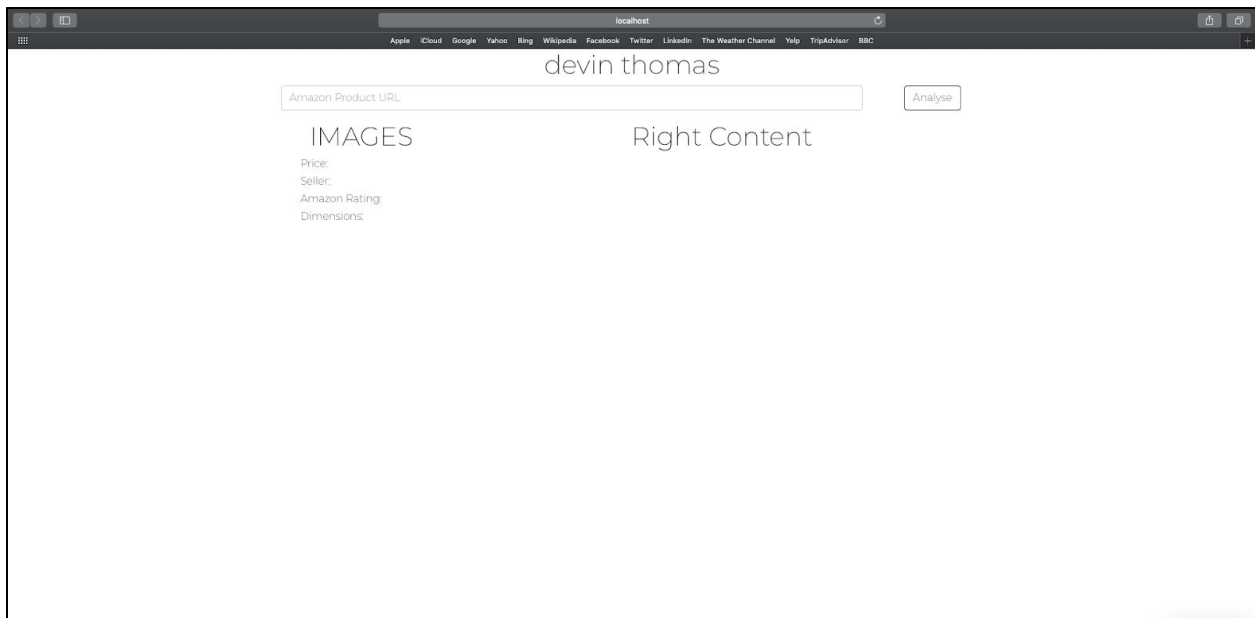 localhost
Apple iCloud Google Yahoo Bing Wikipedia Facebook Twitter LinkedIn The Weather Channel Yelp TripAdvisor BBC
devin thomas
Amazon Product URL Analyse
IMAGES Right Content
Price:
Seller:
Amazon Rating:
Dimensions: